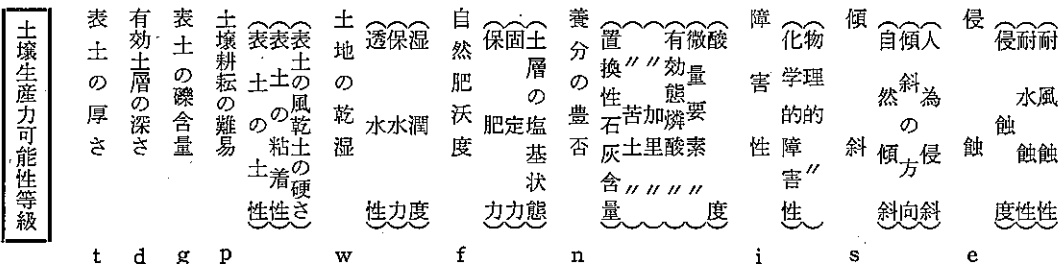 土壌生産力可能性等級
表土の厚さ t
有効土層の深さ d
表土の礫含量 g
土壌耕耘の難易 p
（表土の土性）
（表土の粘着性）
（表土の風乾土の硬さ）
土地の乾湿 w
（透水性）
（保水力）
（湿潤度）
自然肥沃度 f
（保肥力）
（固定力）
（土層の塩基状態）
養分の豊否 n
（置換性石灰含量）
（〃苦土〃）
（〃加里〃）
（有効態燐酸〃）
（微量要素〃）
（酸度）
障害性 i
（化学的障害性）
（物理的〃）
傾斜 s
（自然傾斜）
（傾斜の方向）
（人為侵斜）
侵蝕 e
（侵蝕度）
（耐水蝕性）
（耐風蝕性）